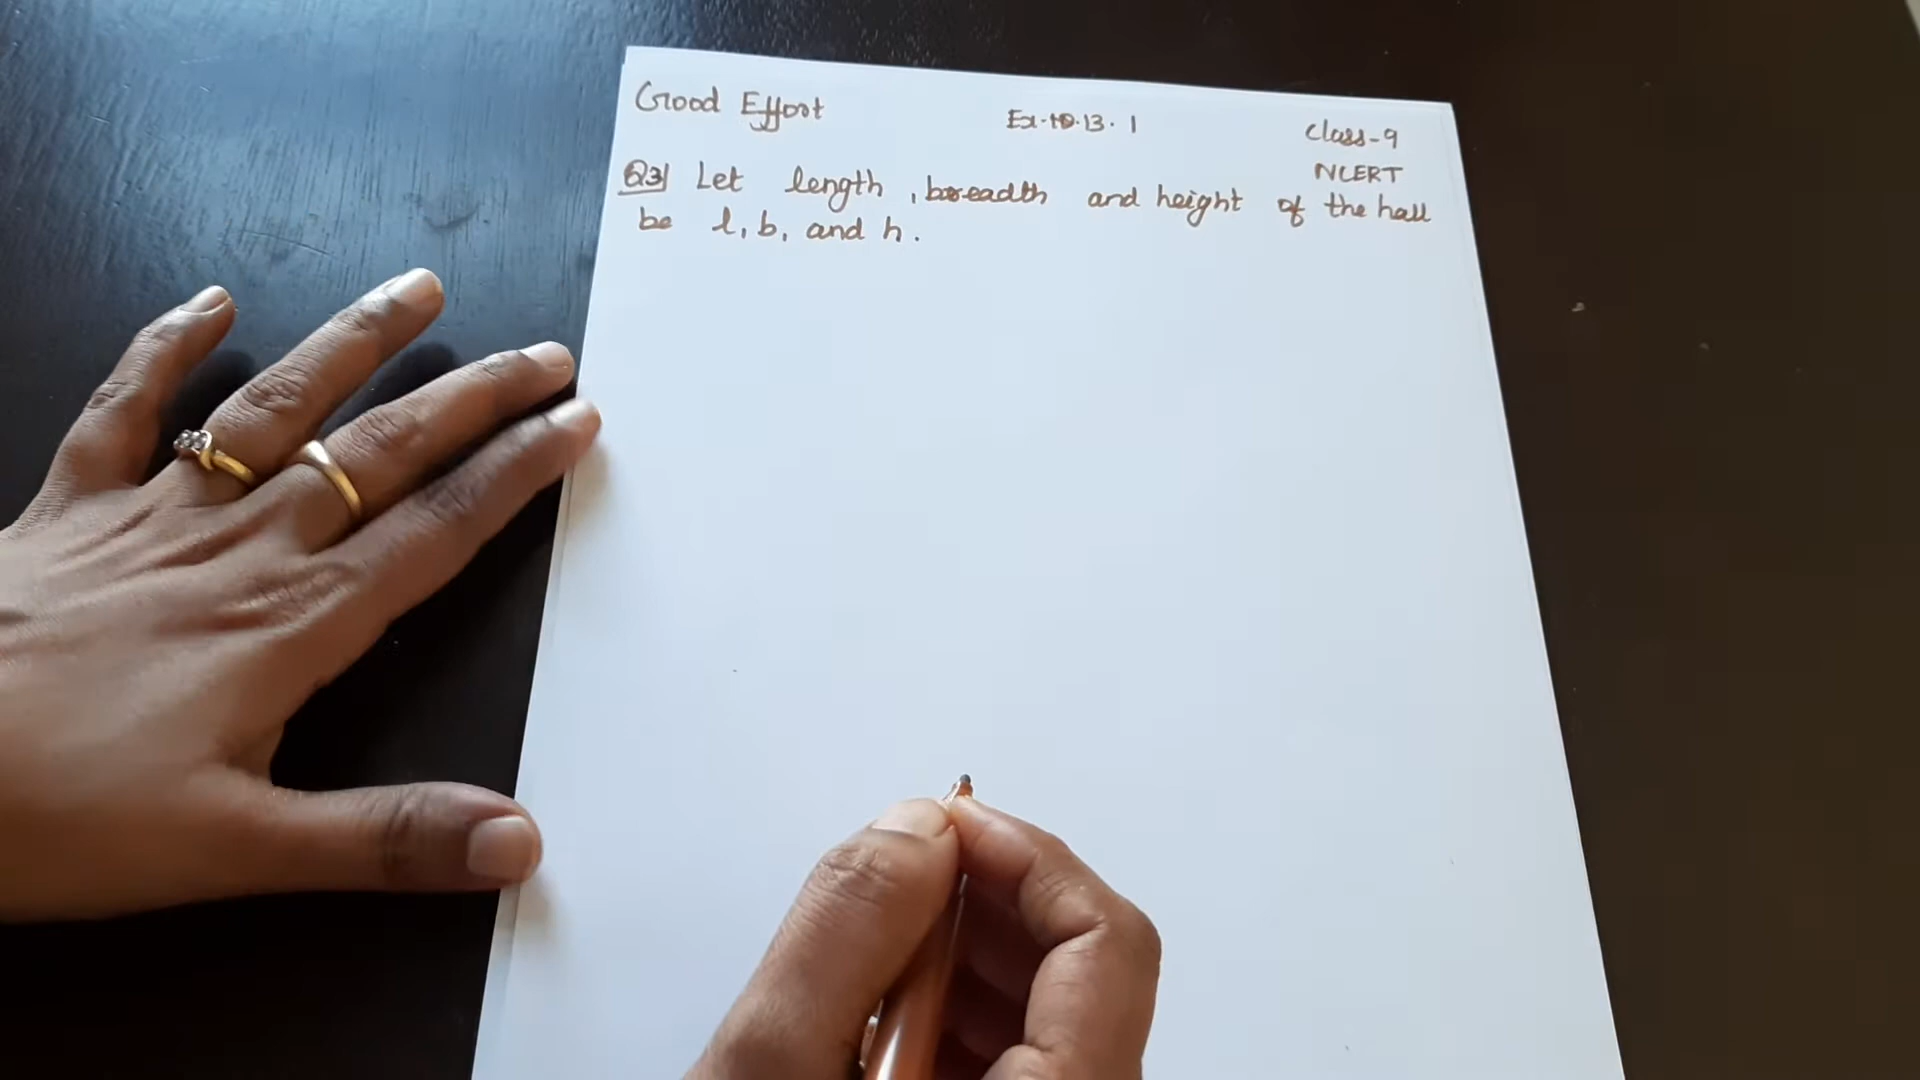 Good Effort
Ex. 13.1
Class-9
NCERT
Q3 Let length, breadth and height of the hall
be l, b, and h.